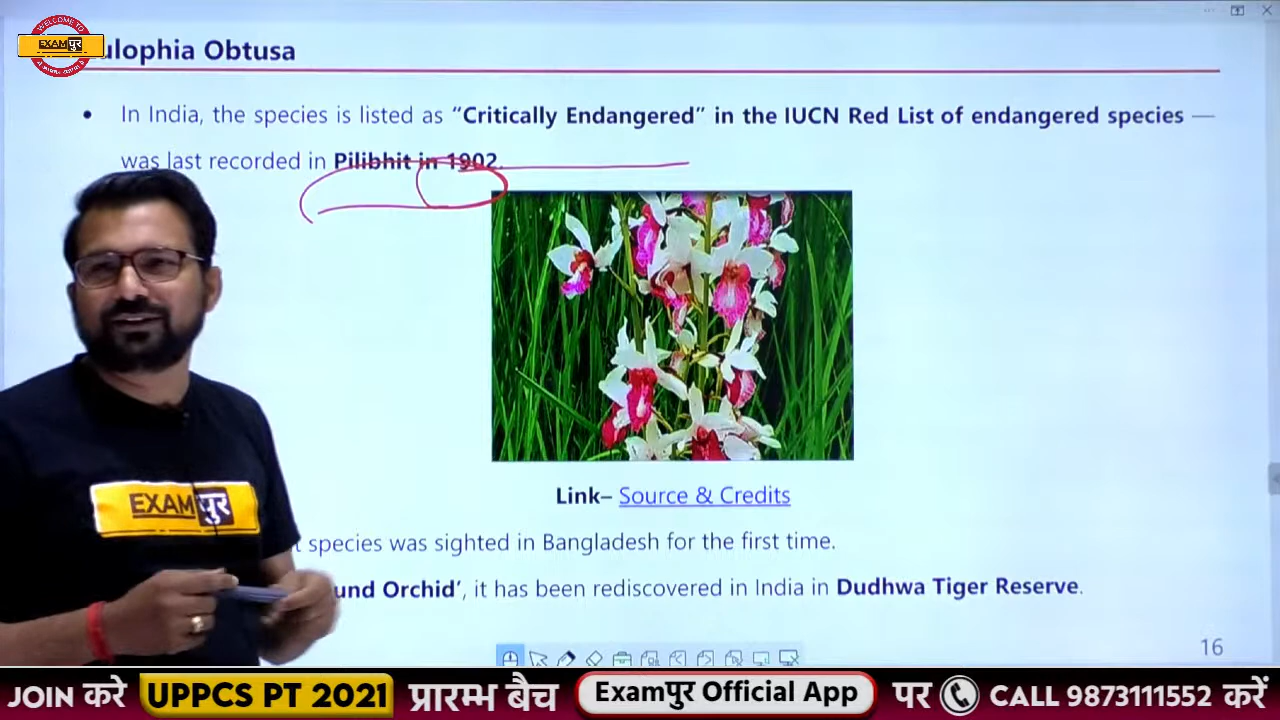 WELCOME TO
EXAMपुर
ulophia Obtusa
• In India, the species is listed as “Critically Endangered” in the IUCN Red List of endangered species —
was last recorded in Pilibhit in 1902.
Link– Source & Credits
t species was sighted in Bangladesh for the first time.
und Orchid’, it has been rediscovered in India in Dudhwa Tiger Reserve.
EXAMपुर
16
JOIN करे UPPCS PT 2021 प्रारम्भ बैच Examपुर Official App पर CALL 9873111552 करें